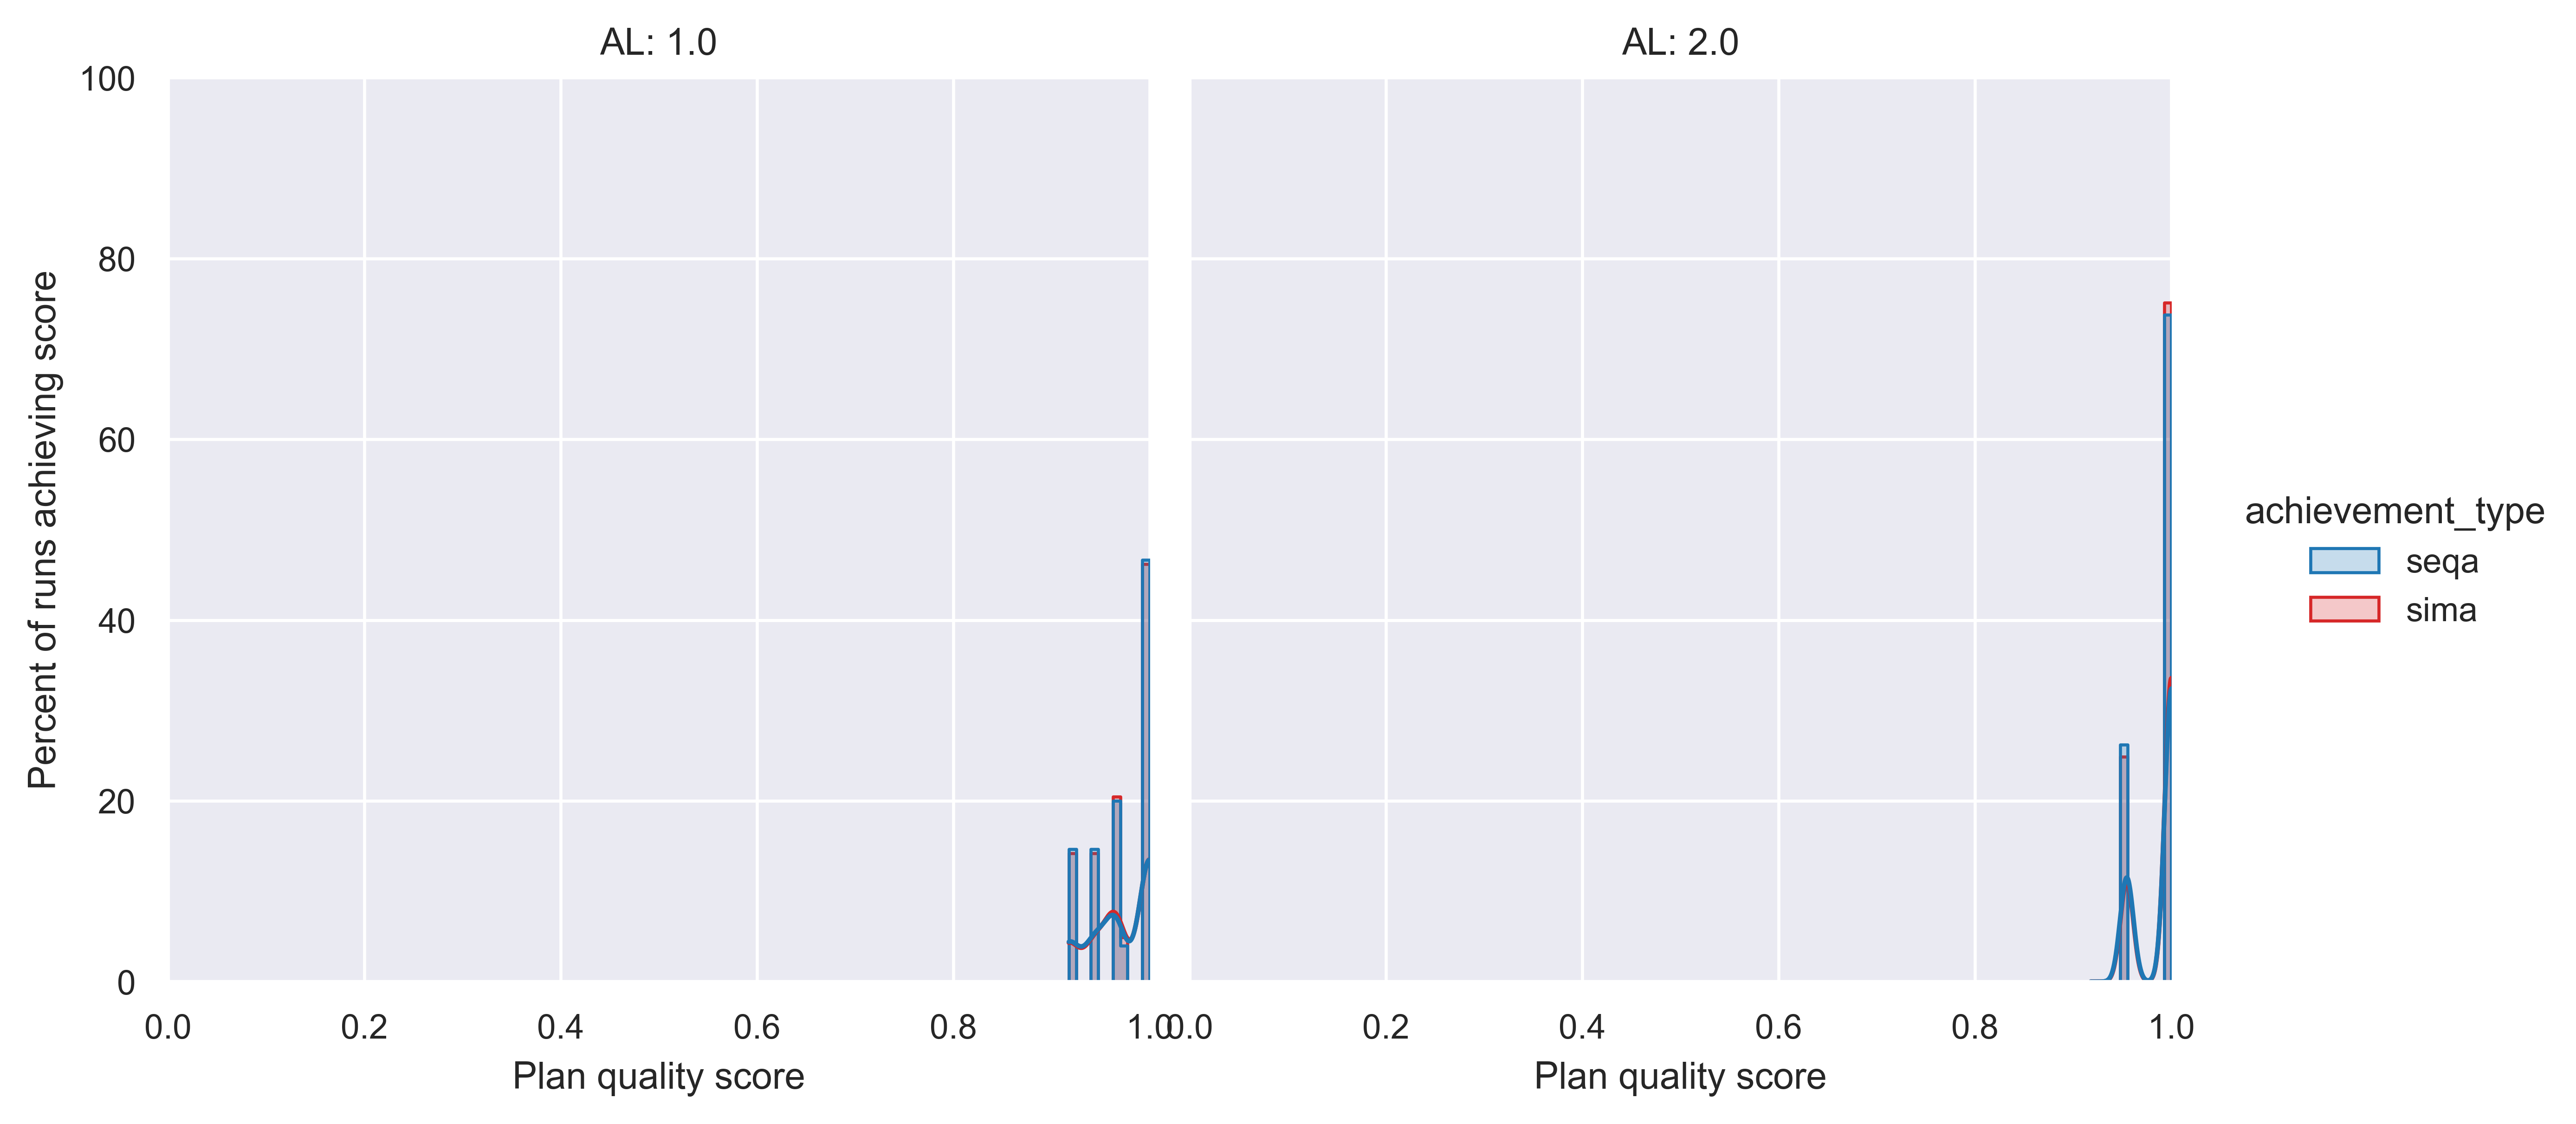 AL: 1.0
AL: 2.0
100
80
60
40
20
0
Percent of runs achieving score
0.0 0.2 0.4 0.6 0.8 1.0
0.0 0.2 0.4 0.6 0.8 1.0
Plan quality score
Plan quality score
achievement_type
seqa
sima